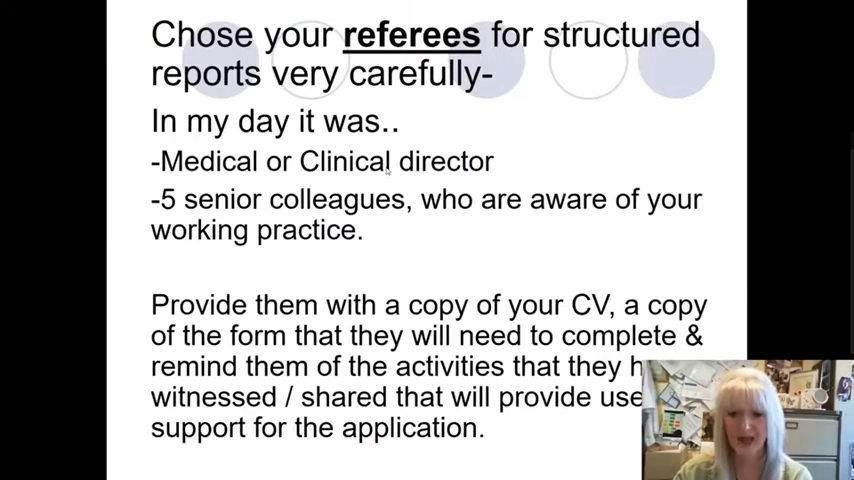 Chose your referees for structured
reports very carefully-
In my day it was..
-Medical or Clinical director
-5 senior colleagues, who are aware of your
working practice.
Provide them with a copy of your CV, a copy
of the form that they will need to complete &
remind them of the activities that they
witnessed / shared that will provide
support for the application.